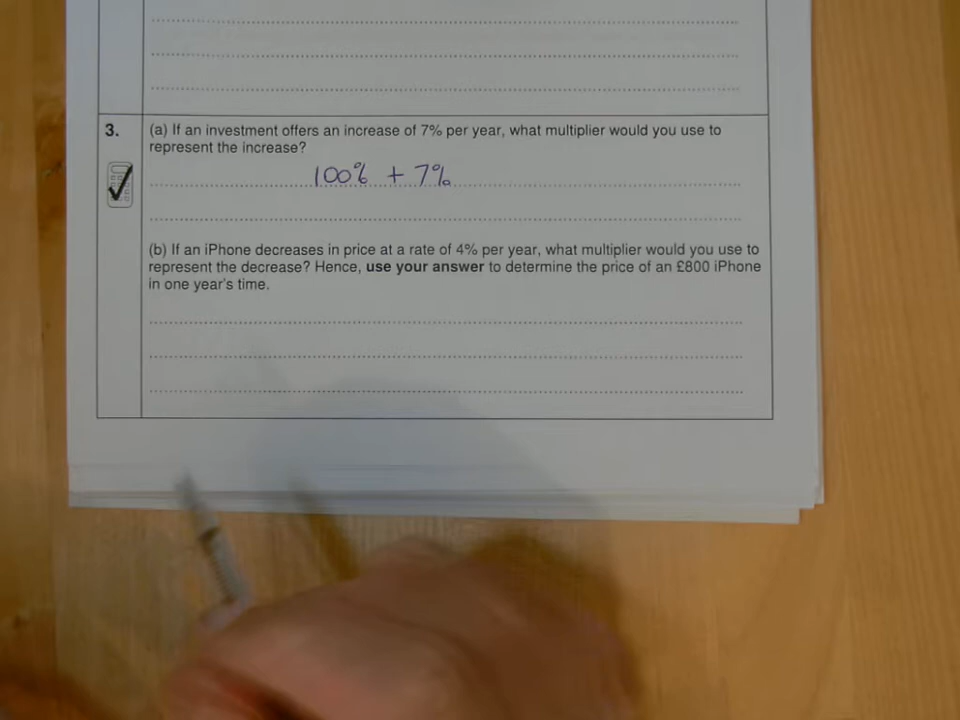 3.
(a) If an investment offers an increase of 7% per year, what multiplier would you use to
represent the increase?
100% + 7%
(b) If an iPhone decreases in price at a rate of 4% per year, what multiplier would you use to
represent the decrease? Hence, use your answer to determine the price of an £800 iPhone
in one year's time.